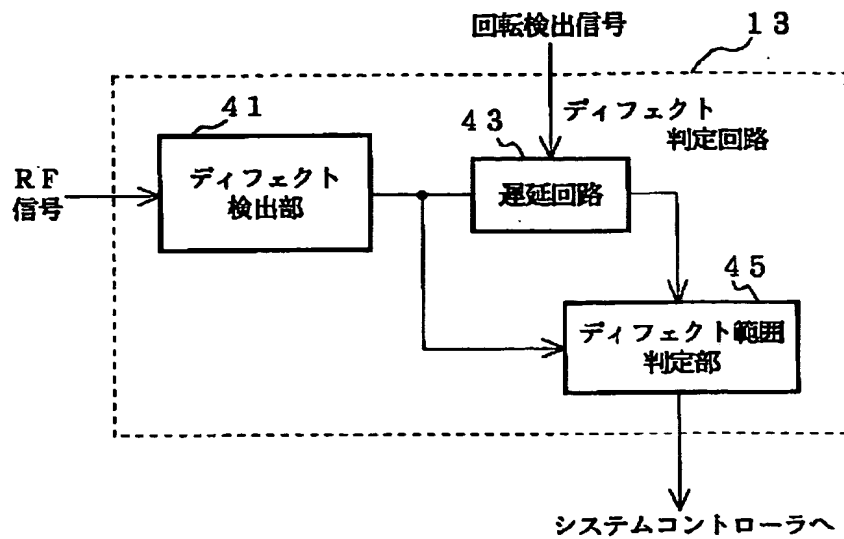 回転検出信号
１３
４１
４３
ディフェクト
判定回路
ＲＦ
信号
ディフェクト
検出部
遅延回路
４５
ディフェクト範囲
判定部
システムコントローラへ